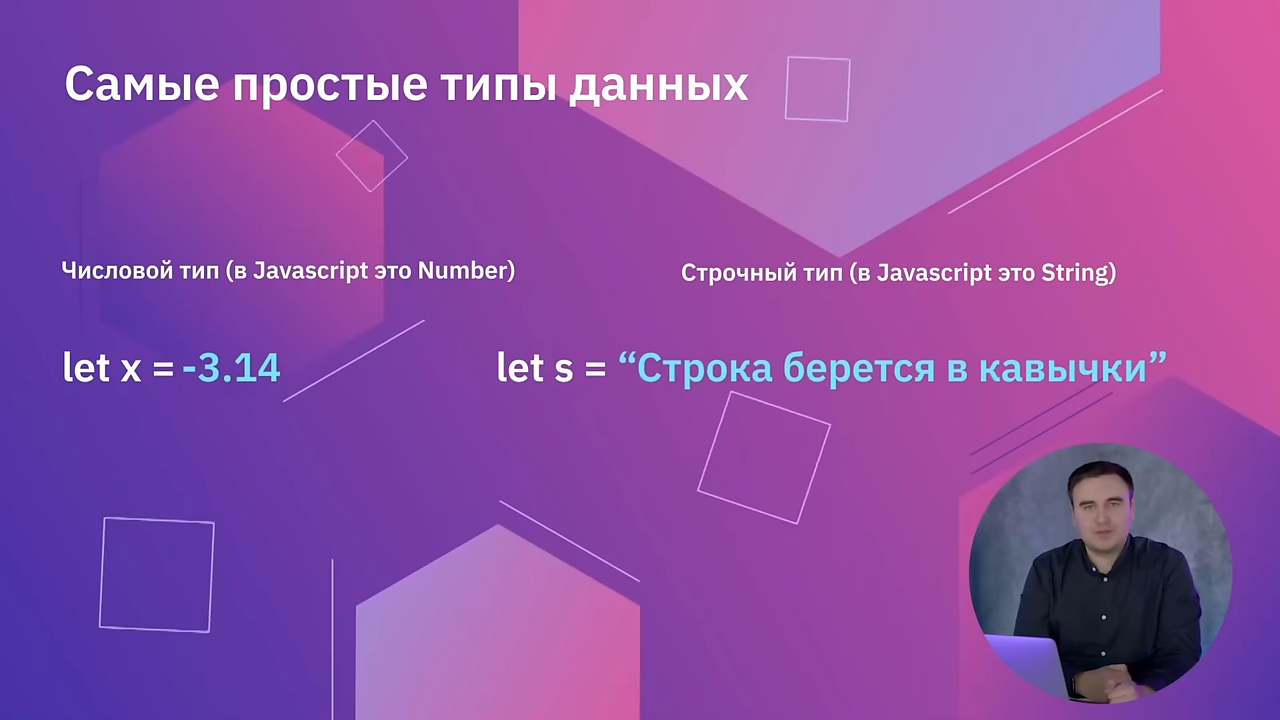 Самые простые типы данных
Числовой тип (в Javascript это Number)
Строчный тип (в Javascript это String)
let x = -3.14
let s = “Строка берется в кавычки”